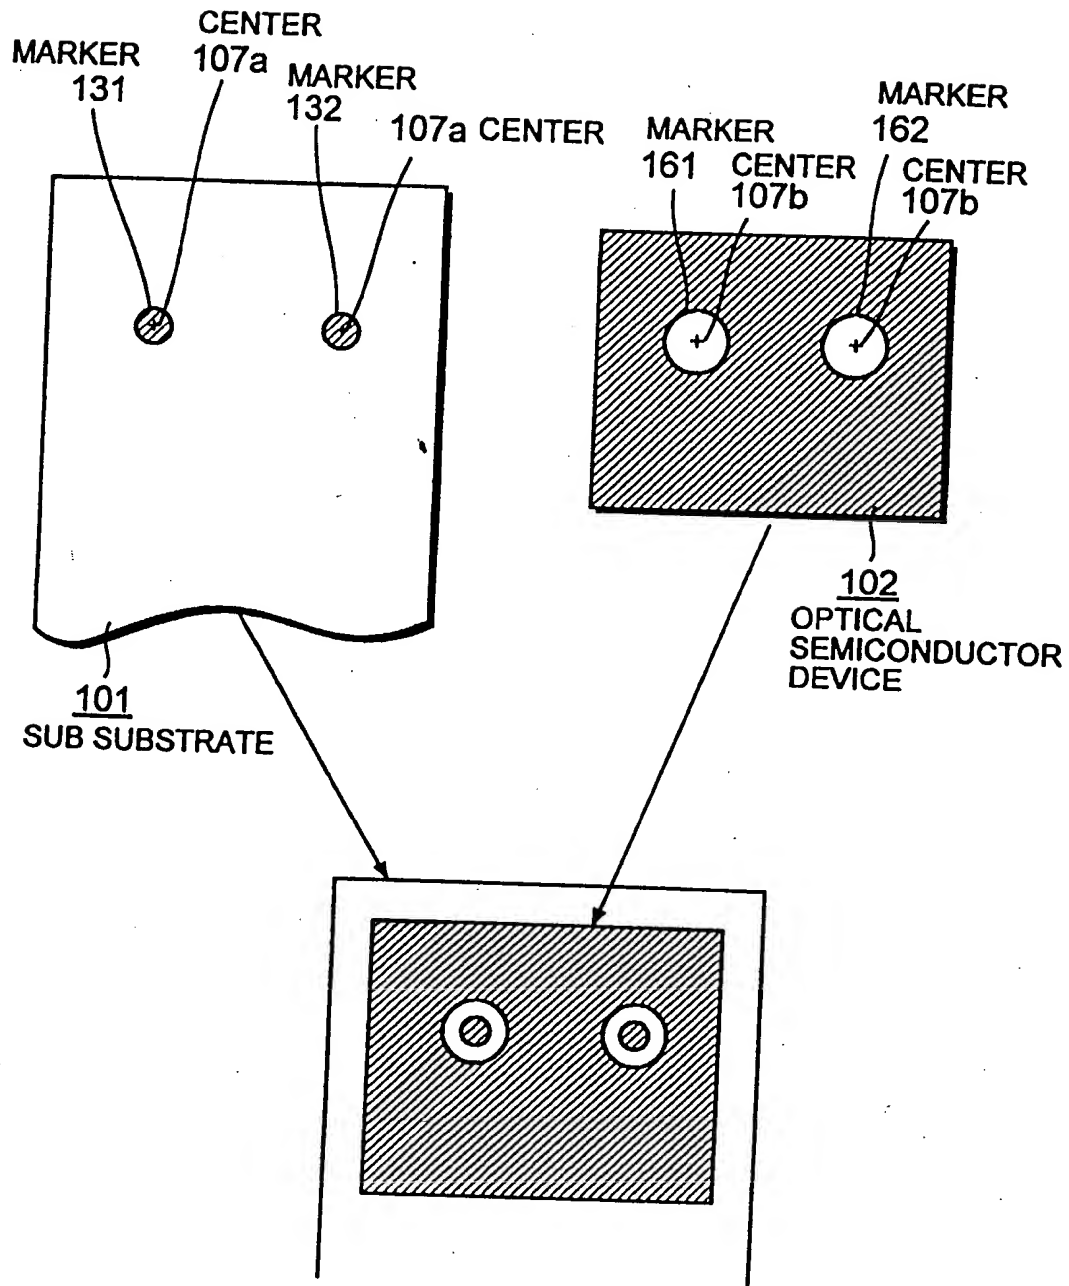 MARKER
131
CENTER
107a
MARKER
132
107a CENTER
MARKER
161
CENTER
107b
MARKER
162
CENTER
107b
101
SUB SUBSTRATE
102
OPTICAL
SEMICONDUCTOR
DEVICE